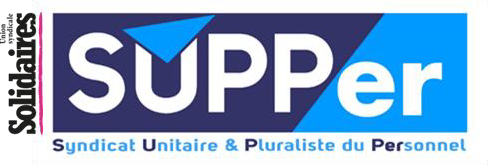 Union
syndicale
Solidaires
SUPPer
Syndicat Unitaire & Pluraliste du Personnel